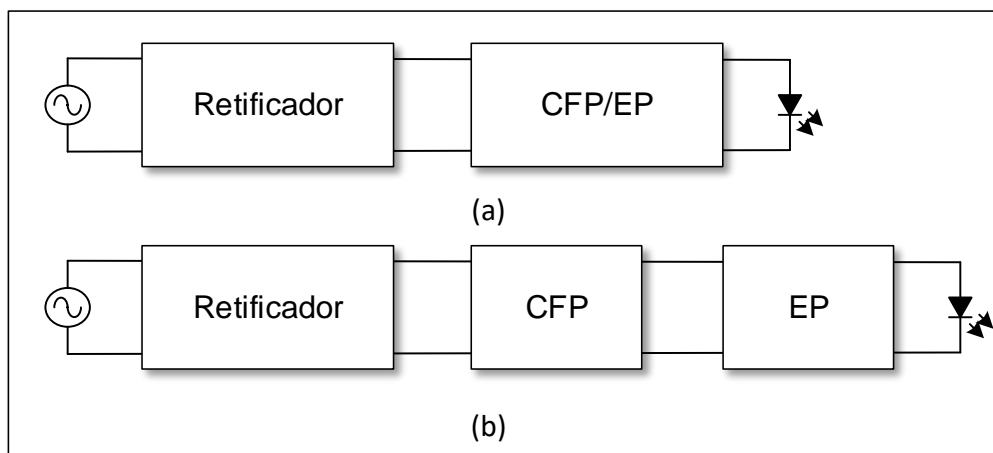 Retificador CFP/EP
(a)
Retificador CFP EP
(b)